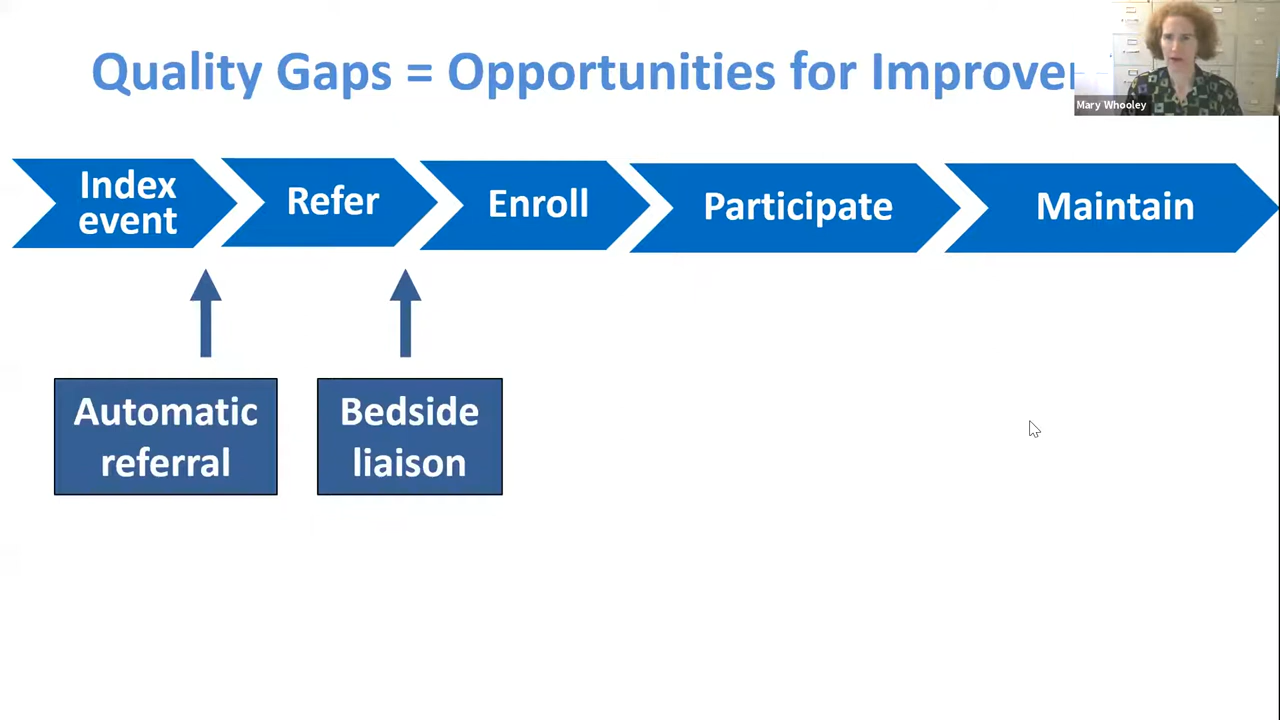 Quality Gaps = Opportunities for Improve
Mary Whooley
Index
event
Refer
Enroll
Participate
Maintain
Automatic
referral
Bedside
liaison